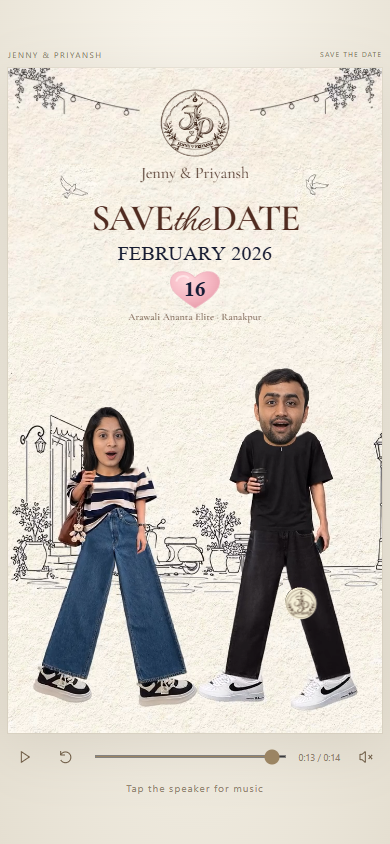 JENNY & PRIYANSH
SAVE THE DATE
Jenny & Priyansh
SAVE the DATE
FEBRUARY 2026
16
Arawali Ananta Elite · Ranakpur
0:13 / 0:14
Tap the speaker for music